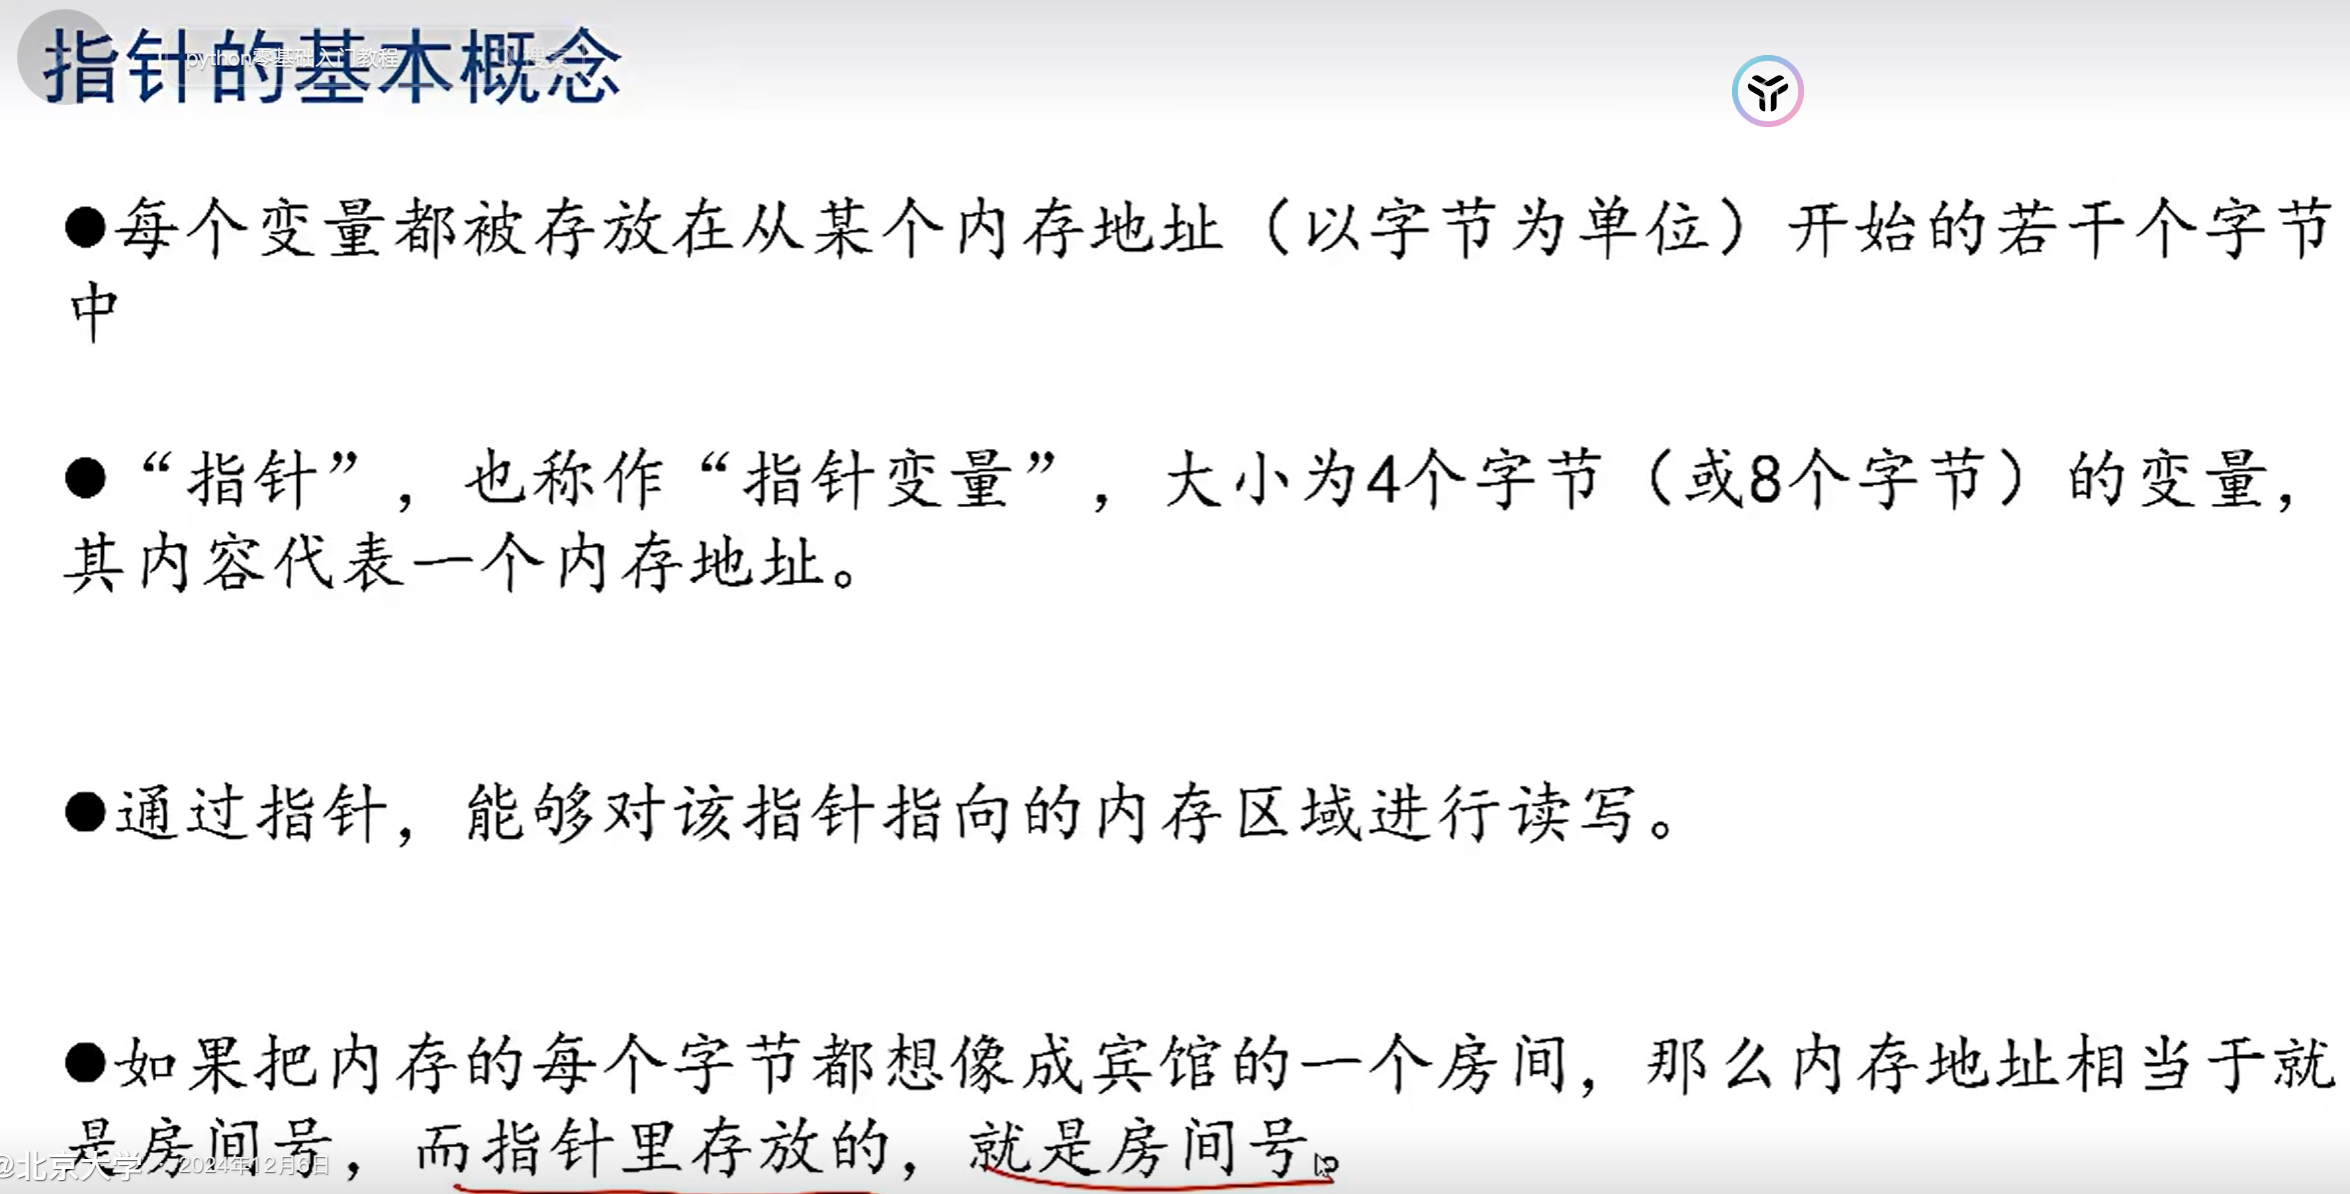 指针的基本概念
python零基础入门教程
搜索
●每个变量都被存放在从某个内存地址（以字节为单位）开始的若干个字节
中
●“指针”，也称作“指针变量”，大小为4个字节（或8个字节）的变量，
其内容代表一个内存地址。
●通过指针，能够对该指针指向的内存区域进行读写。
●如果把内存的每个字节都想像成宾馆的一个房间，那么内存地址相当于就
是房间号，而指针里存放的，就是房间号。
@北京大学 · 2024年12月6日